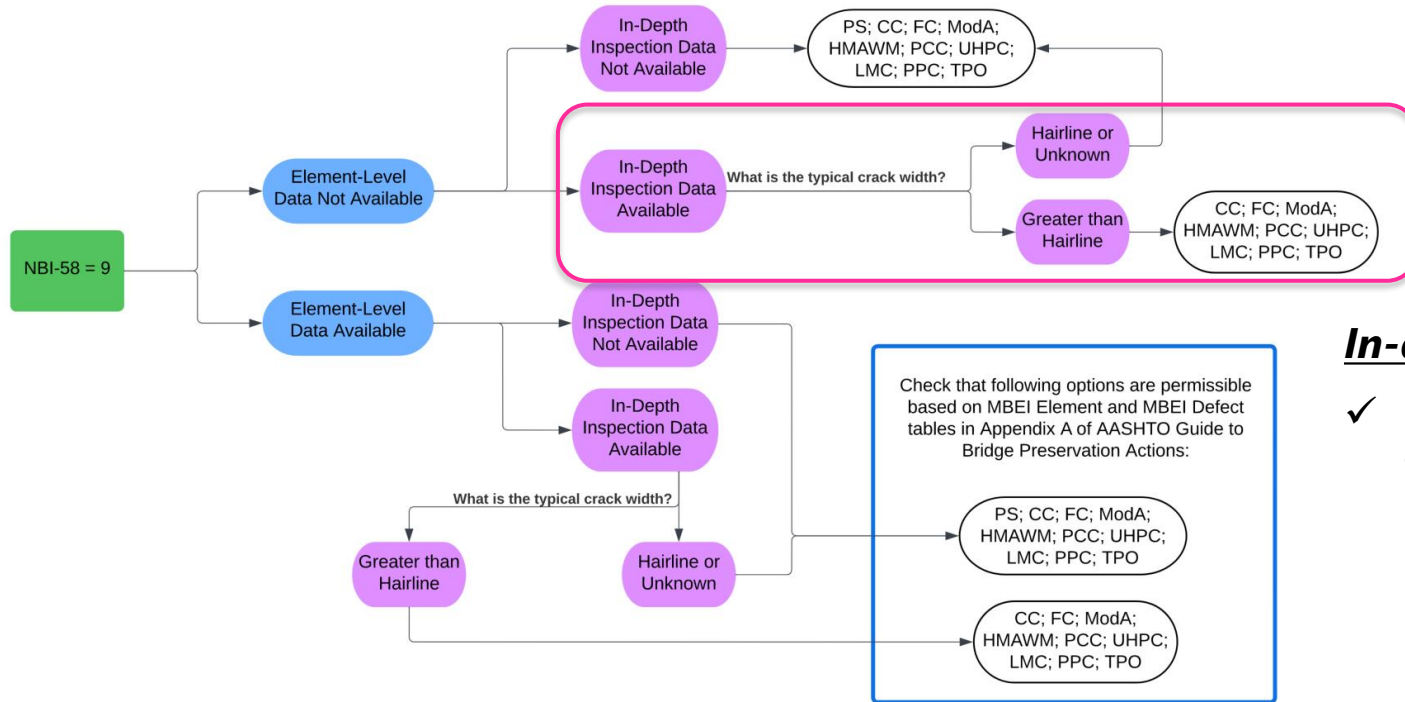 In-Depth
Inspection Data
Not Available
PS; CC; FC; ModA;
HMAWM; PCC; UHPC;
LMC; PPC; TPO
Element-Level
Data Not Available
In-Depth
Inspection Data
Available
What is the typical crack width?
Hairline or
Unknown
Greater than
Hairline
CC; FC; ModA;
HMAWM; PCC; UHPC;
LMC; PPC; TPO
NBI-58 = 9
Element-Level
Data Available
In-Depth
Inspection Data
Not Available
In-Depth
Inspection Data
Available
What is the typical crack width?
Greater than
Hairline
Hairline or
Unknown
Check that following options are permissible
based on MBEI Element and MBEI Defect
tables in Appendix A of AASHTO Guide to
Bridge Preservation Actions:
PS; CC; FC; ModA;
HMAWM; PCC; UHPC;
LMC; PPC; TPO
CC; FC; ModA;
HMAWM; PCC; UHPC;
LMC; PPC; TPO
In-